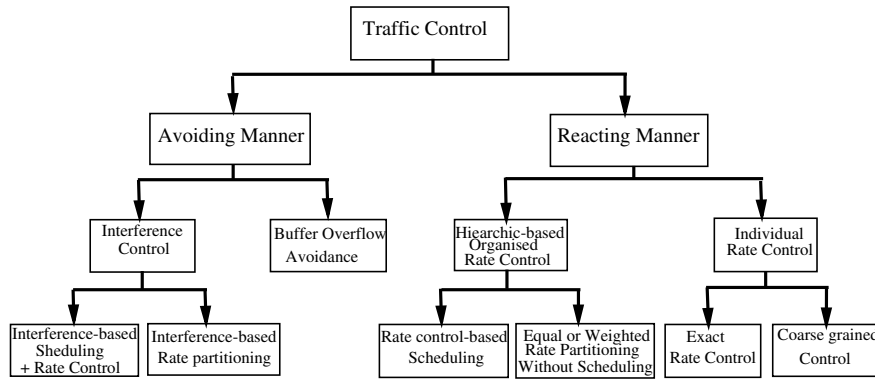 Traffic Control
Avoiding Manner
Reacting Manner
Interference
Control
Buffer Overflow
Avoidance
Hiearchic-based
Organised
Rate Control
Individual
Rate Control
Interference-based
Sheduling
+ Rate Control
Interference-based
Rate partitioning
Rate control-based
Scheduling
Equal or Weighted
Rate Partitioning
Without Scheduling
Exact
Rate Control
Coarse grained
Control